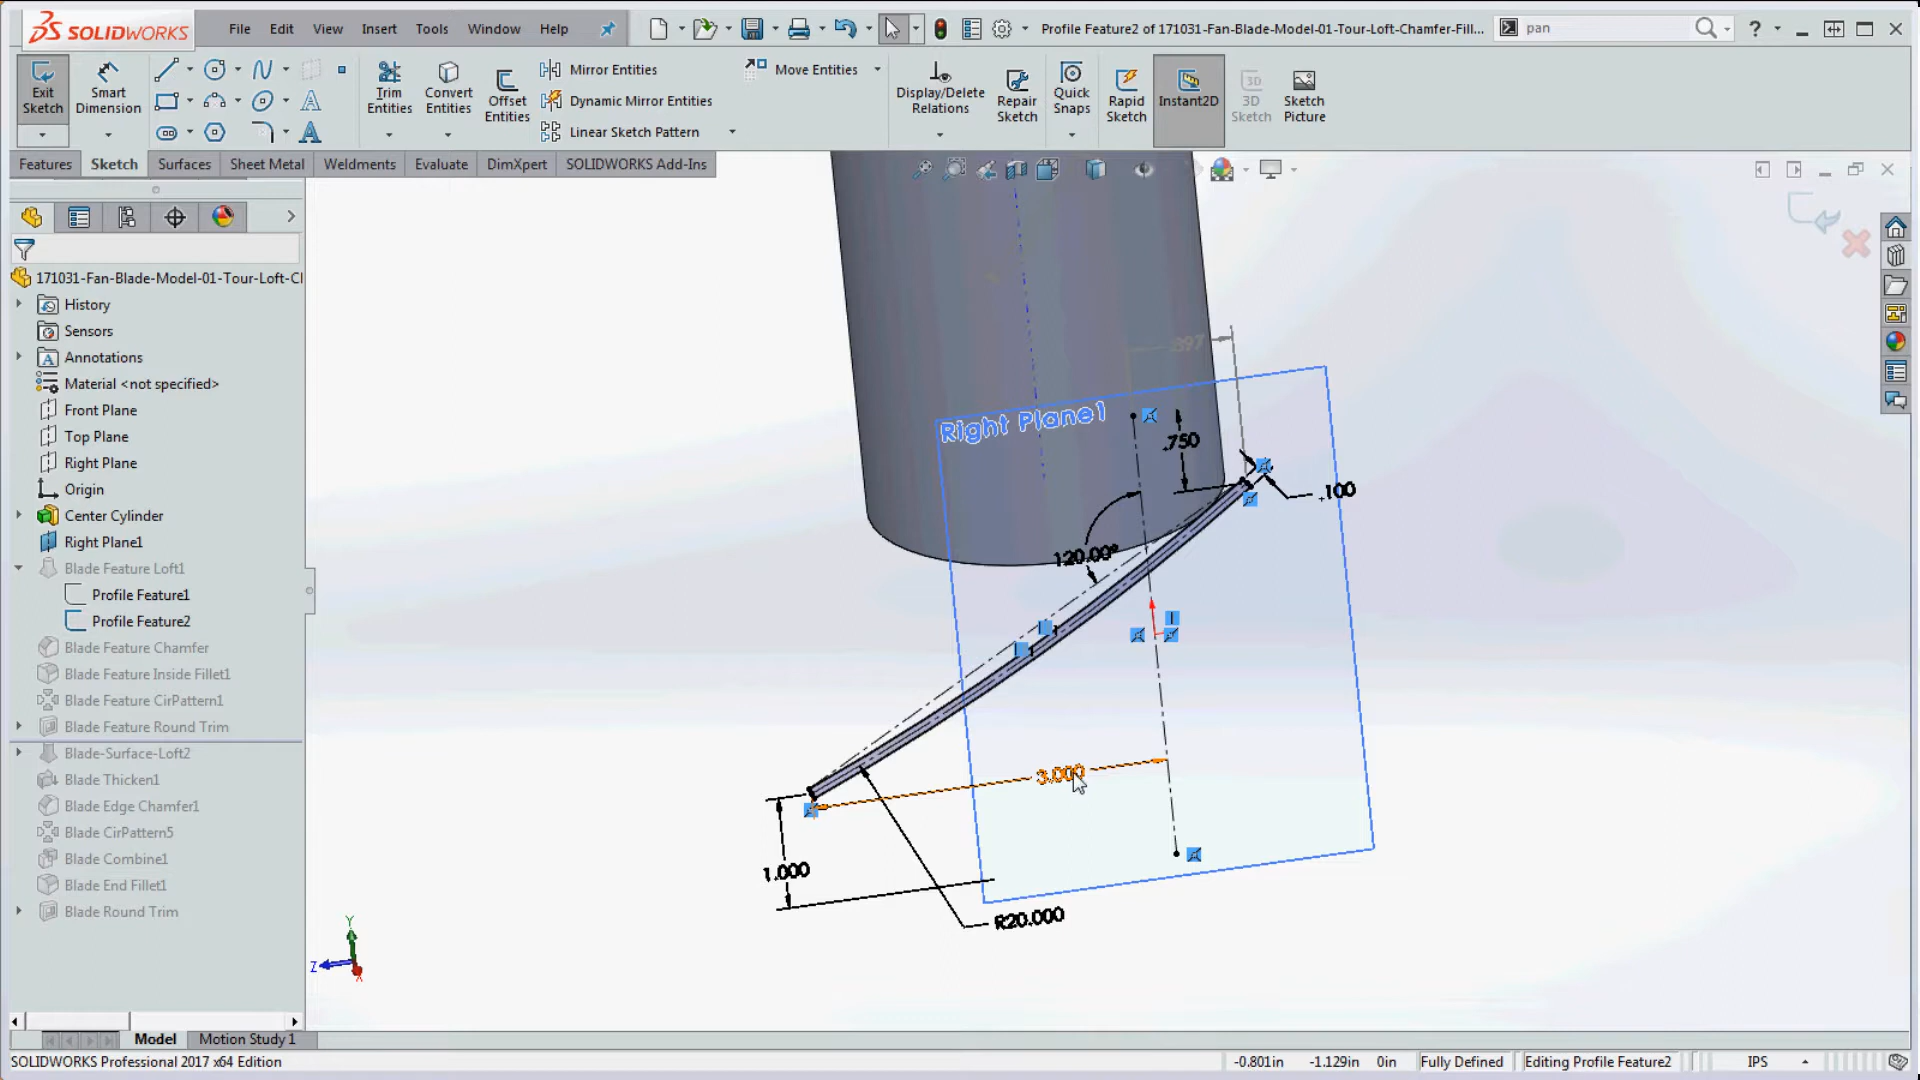 SOLIDWORKS
File Edit View Insert Tools Window Help
Profile Feature2 of 171031-Fan-Blade-Model-01-Tour-Loft-Chamfer-Fill...
pan
?
Exit Sketch
Smart Dimension
Trim Entities
Convert Entities
Offset Entities
Mirror Entities
Dynamic Mirror Entities
Linear Sketch Pattern
Move Entities
Display/Delete Relations
Repair Sketch
Quick Snaps
Rapid Sketch
Instant2D
3D Sketch
Sketch Picture
Features Sketch Surfaces Sheet Metal Weldments Evaluate DimXpert SOLIDWORKS Add-Ins
171031-Fan-Blade-Model-01-Tour-Loft-Cl
History
Sensors
Annotations
Material <not specified>
Front Plane
Top Plane
Right Plane
Origin
Center Cylinder
Right Plane1
Blade Feature Loft1
Profile Feature1
Profile Feature2
Blade Feature Chamfer
Blade Feature Inside Fillet1
Blade Feature CirPattern1
Blade Feature Round Trim
Blade-Surface-Loft2
Blade Thicken1
Blade Edge Chamfer1
Blade CirPattern5
Blade Combine1
Blade End Fillet1
Blade Round Trim
.397
Right Plane1
.750
.100
120.00°
3.000
1.000
R20.000
Y
Z
X
Model Motion Study 1
SOLIDWORKS Professional 2017 x64 Edition
-0.801in -1.129in 0in Fully Defined Editing Profile Feature2 IPS